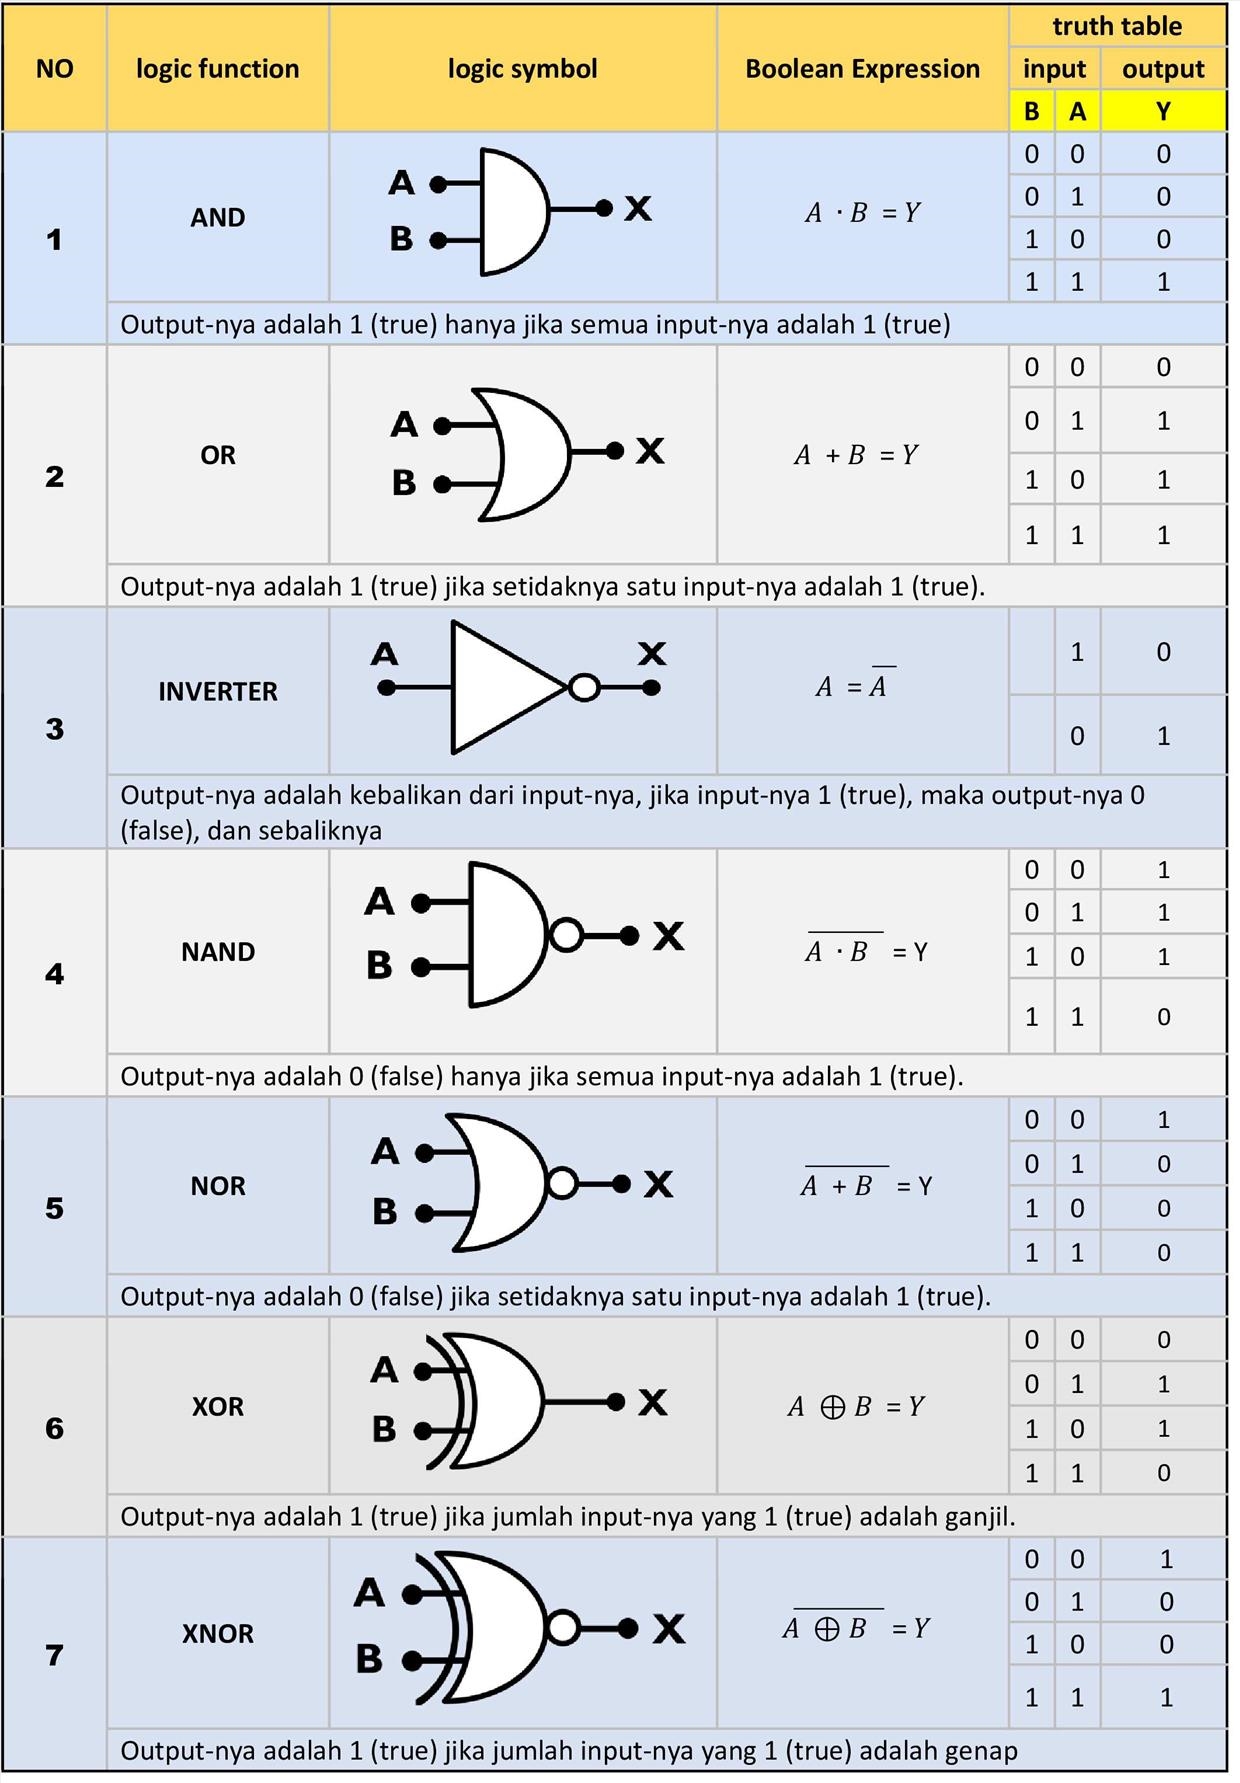 NO
logic function
logic symbol
Boolean Expression
truth table
input
output
B A Y
1
AND
A
B
X
A · B = Y
0 0 0
0 1 0
1 0 0
1 1 1
Output-nya adalah 1 (true) hanya jika semua input-nya adalah 1 (true)
2
OR
A
B
X
A + B = Y
0 0 0
0 1 1
1 0 1
1 1 1
Output-nya adalah 1 (true) jika setidaknya satu input-nya adalah 1 (true).
3
INVERTER
A
X
A = A̅
1 0
0 1
Output-nya adalah kebalikan dari input-nya, jika input-nya 1 (true), maka output-nya 0
(false), dan sebaliknya
4
NAND
A
B
X
A̅ ̅·̅ ̅B̅ = Y
0 0 1
0 1 1
1 0 1
1 1 0
Output-nya adalah 0 (false) hanya jika semua input-nya adalah 1 (true).
5
NOR
A
B
X
A̅ ̅+̅ ̅B̅ = Y
0 0 1
0 1 0
1 0 0
1 1 0
Output-nya adalah 0 (false) jika setidaknya satu input-nya adalah 1 (true).
6
XOR
A
B
X
A ⊕ B = Y
0 0 0
0 1 1
1 0 1
1 1 0
Output-nya adalah 1 (true) jika jumlah input-nya yang 1 (true) adalah ganjil.
7
XNOR
A
B
X
A̅ ̅⊕̅ ̅B̅ = Y
0 0 1
0 1 0
1 0 0
1 1 1
Output-nya adalah 1 (true) jika jumlah input-nya yang 1 (true) adalah genap